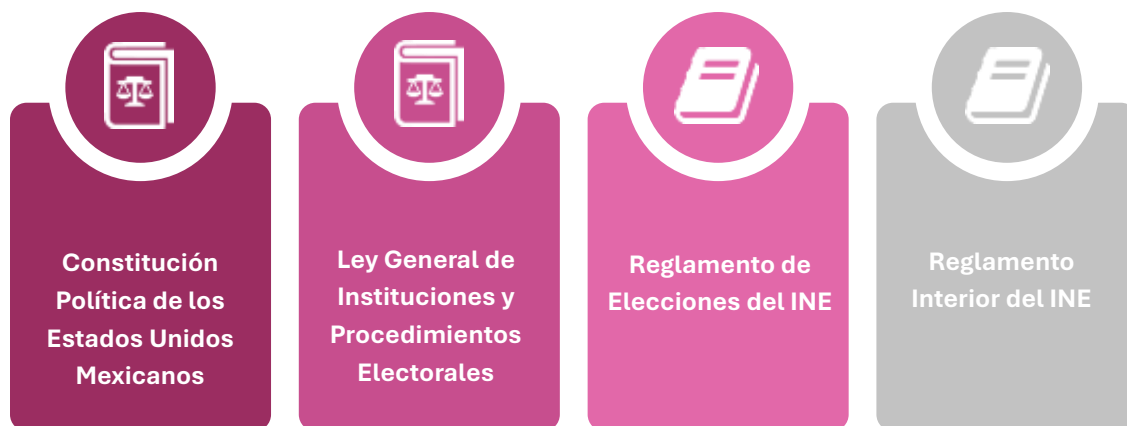 Constitución
Política de los
Estados Unidos
Mexicanos
Ley General de
Instituciones y
Procedimientos
Electorales
Reglamento de
Elecciones del INE
Reglamento
Interior del INE